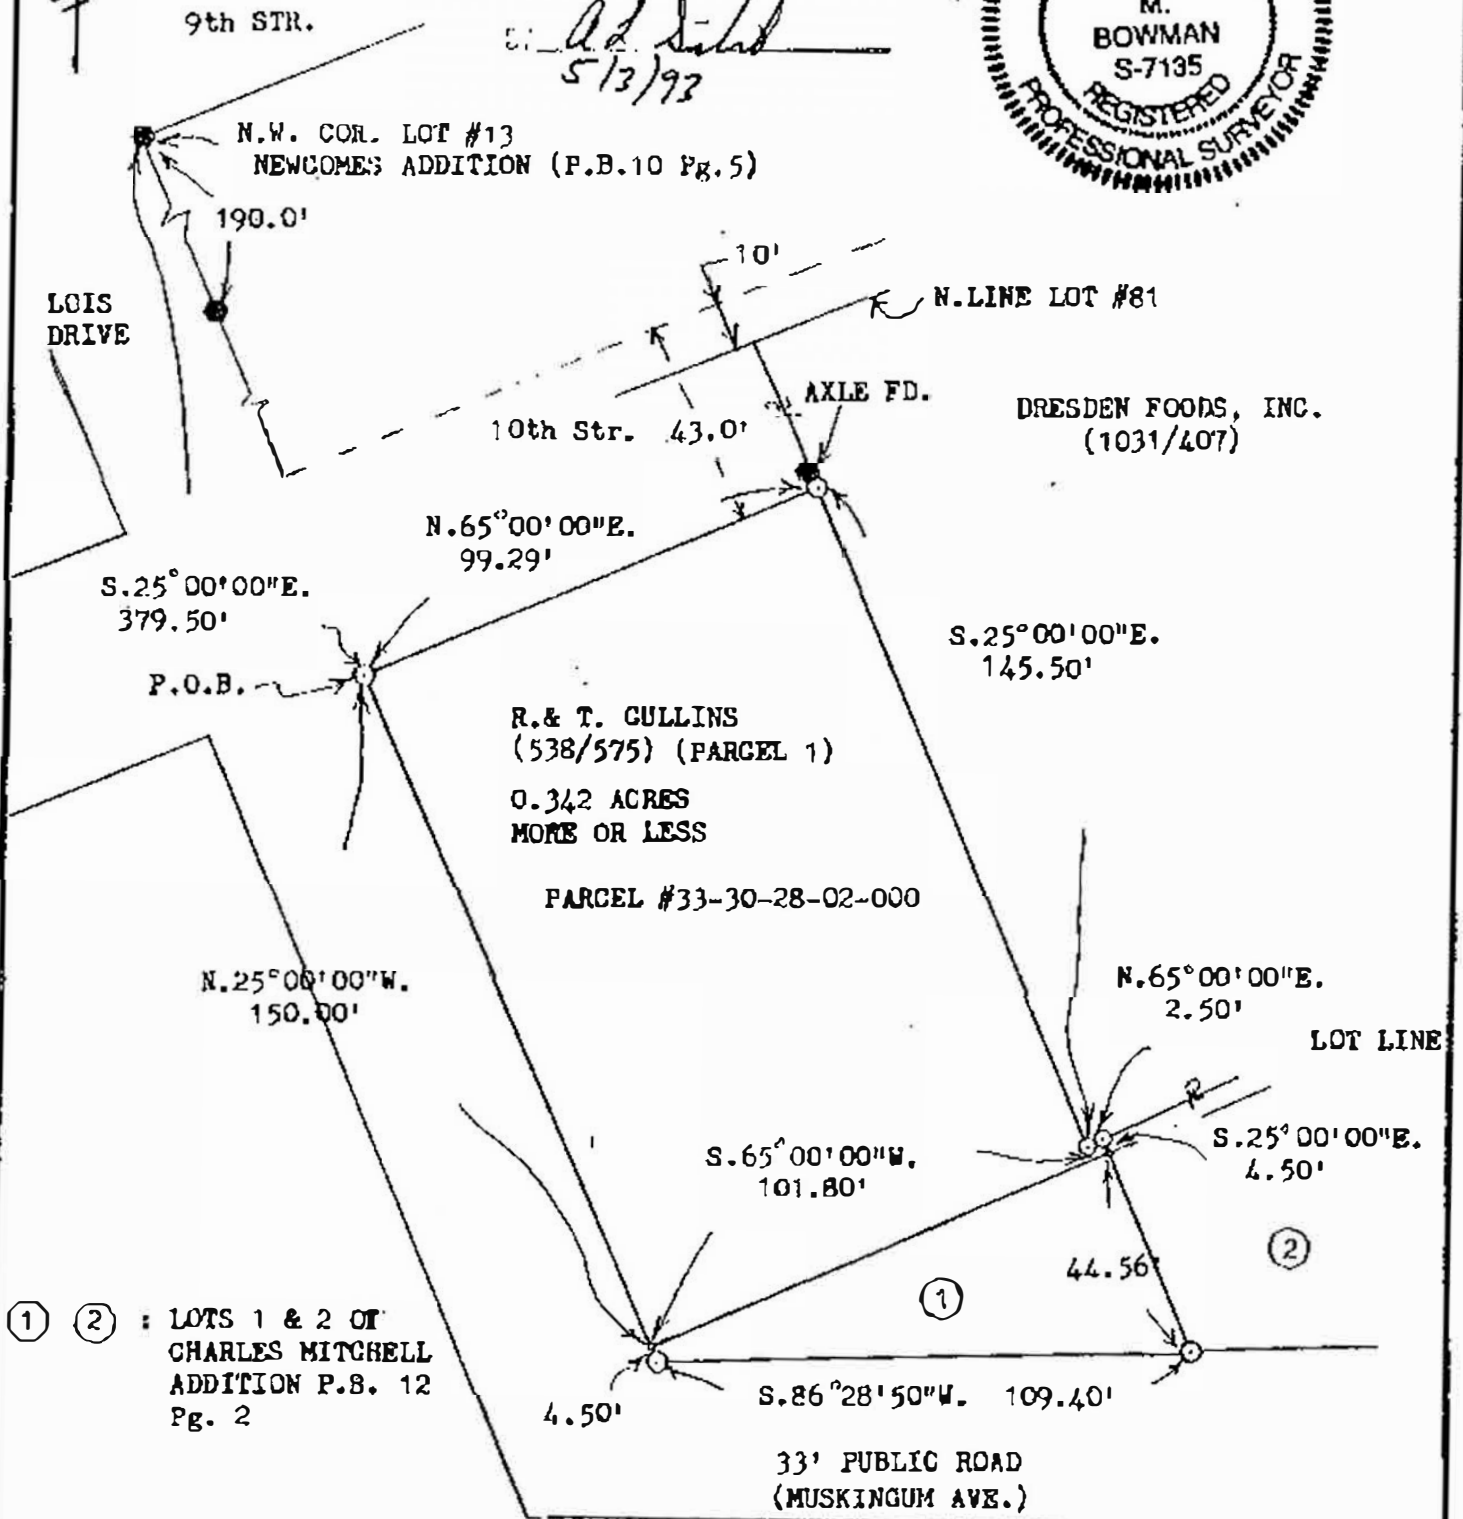 9th STR.
5/3/93
M.
BOWMAN
S-7135
REGISTERED
PROFESSIONAL SURVEYOR
N.W. COR. LOT #13
NEWCOMES ADDITION (P.B.10 Pg.5)
190.0'
LOIS
DRIVE
10'
N.LINE LOT #81
AXLE FD.
10th Str. 43.0'
DRESDEN FOODS, INC.
(1031/407)
N.65°00'00"E.
99.29'
S.25°00'00"E.
379.50'
P.O.B.
S.25°00'00"E.
145.50'
R.& T. CULLINS
(538/575) (PARCEL 1)
0.342 ACRES
MORE OR LESS
PARCEL #33-30-28-02-000
N.25°00'00"W.
150.00'
N.65°00'00"E.
2.50'
LOT LINE
S.65°00'00"W.
101.80'
S.25°00'00"E.
4.50'
44.56'
2
1
1 2 : LOTS 1 & 2 OF
CHARLES MITCHELL
ADDITION P.B. 12
Pg. 2
4.50'
S.86°28'50"W. 109.40'
33' PUBLIC ROAD
(MUSKINGUM AVE.)